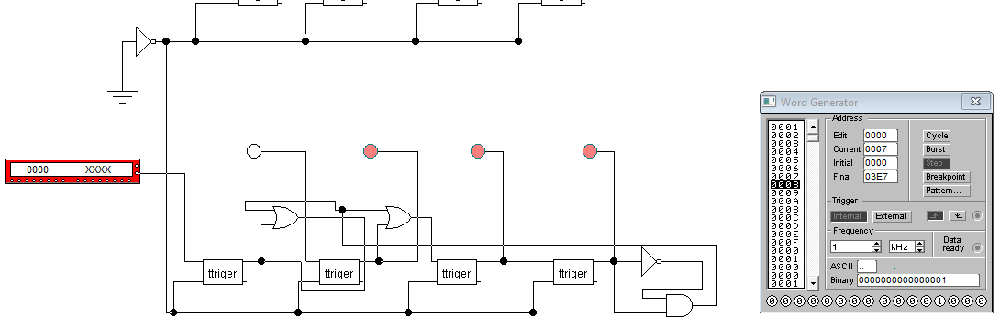 0000 XXXX
ttriger
ttriger
ttriger
ttriger
Word Generator
0001
0002
0003
0004
0005
0006
0007
0008
0009
000A
000B
000C
000D
000E
000F
0000
0001
0000
0000
0001
Address
Edit 0000
Current 0007
Initial 0000
Final 03E7
Cycle
Burst
Step
Breakpoint
Pattern...
Trigger
Internal External
Frequency
1 kHz
Data ready
ASCII .. .
Binary 0000000000000001
0 0 0 0 0 0 0 0 0 0 0 0 1 0 0 0